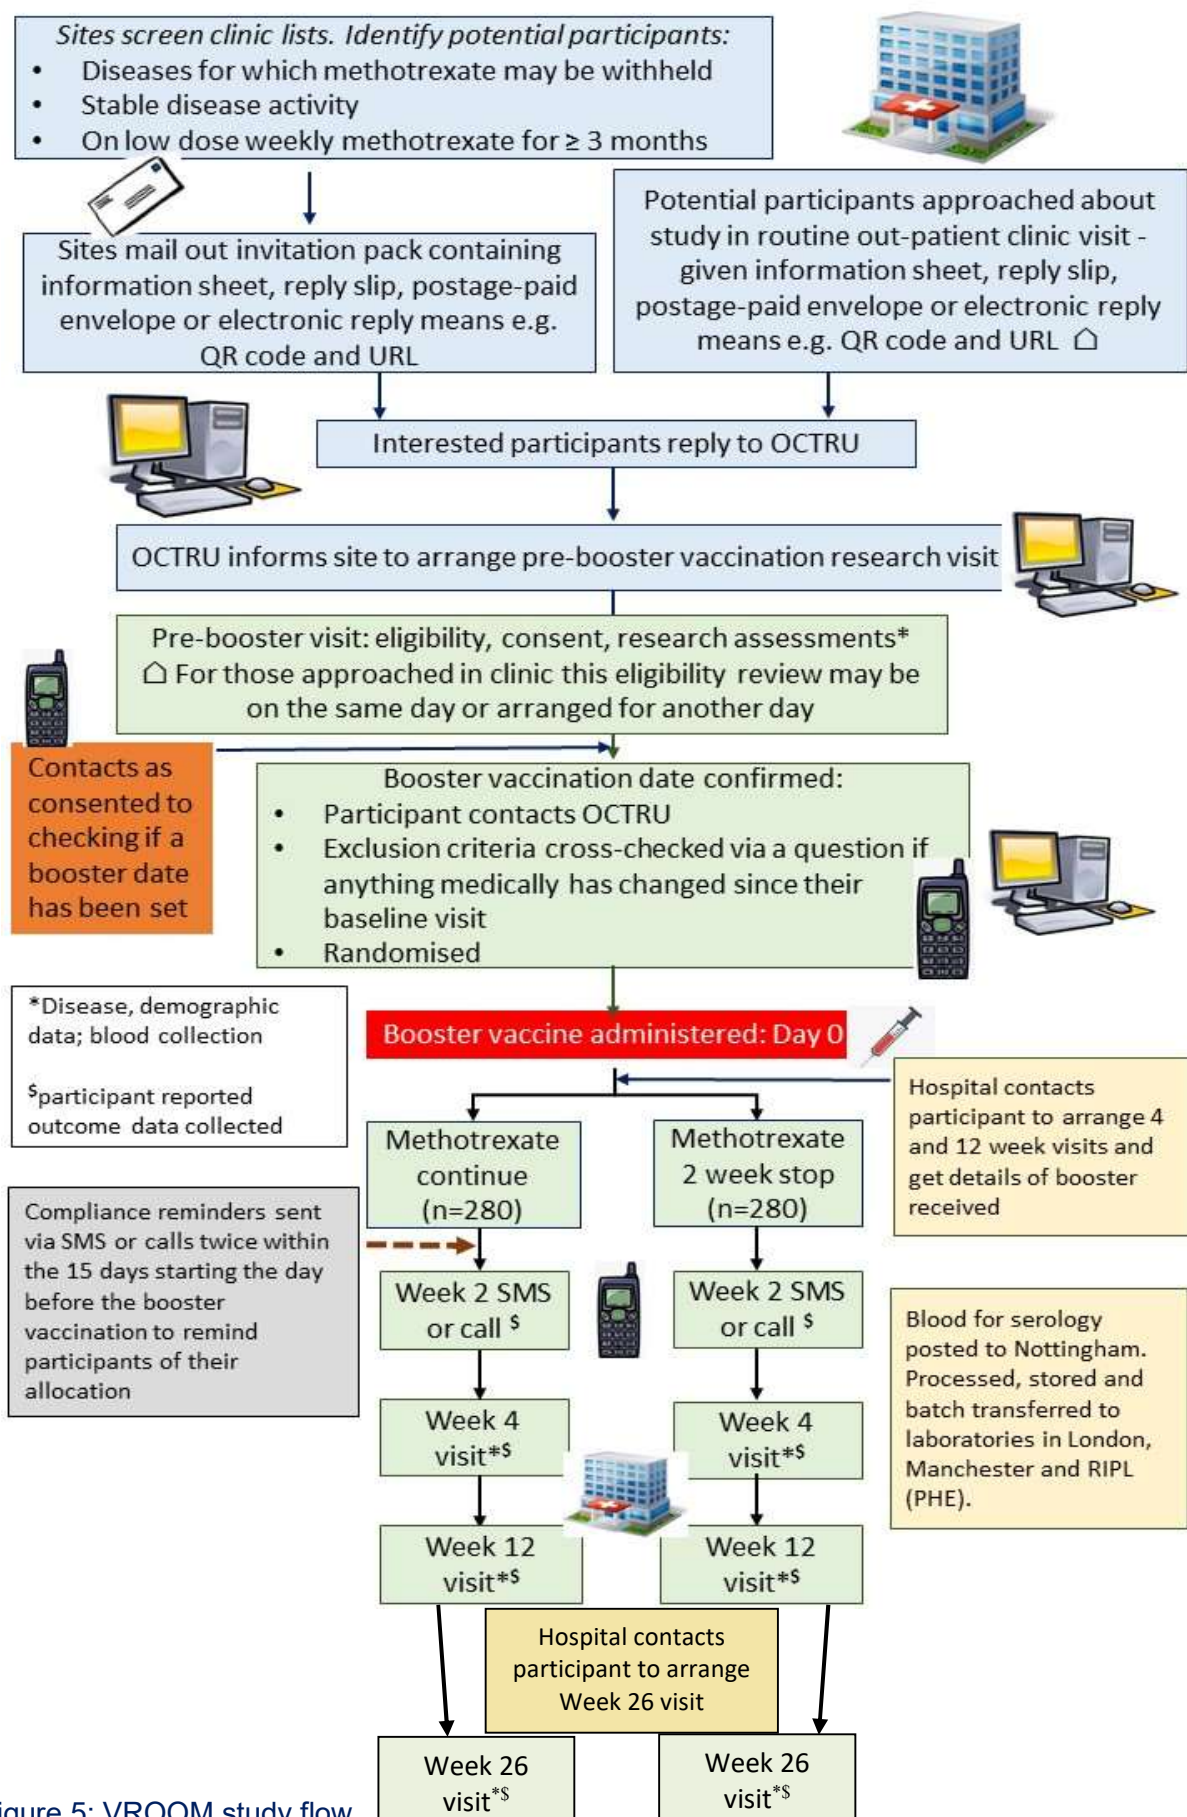 Sites screen clinic lists. Identify potential participants:
• Diseases for which methotrexate may be withheld
• Stable disease activity
• On low dose weekly methotrexate for ≥ 3 months
Sites mail out invitation pack containing
information sheet, reply slip, postage-paid
envelope or electronic reply means e.g.
QR code and URL
Potential participants approached about
study in routine out-patient clinic visit -
given information sheet, reply slip,
postage-paid envelope or electronic reply
means e.g. QR code and URL ⌂
Interested participants reply to OCTRU
OCTRU informs site to arrange pre-booster vaccination research visit
Pre-booster visit: eligibility, consent, research assessments*
⌂ For those approached in clinic this eligibility review may be
on the same day or arranged for another day
Contacts as
consented to
checking if a
booster date
has been set
Booster vaccination date confirmed:
• Participant contacts OCTRU
• Exclusion criteria cross-checked via a question if
anything medically has changed since their
baseline visit
• Randomised
*Disease, demographic
data; blood collection
$participant reported
outcome data collected
Booster vaccine administered: Day 0
Hospital contacts
participant to arrange 4
and 12 week visits and
get details of booster
received
Methotrexate
continue
(n=280)
Methotrexate
2 week stop
(n=280)
Compliance reminders sent
via SMS or calls twice within
the 15 days starting the day
before the booster
vaccination to remind
participants of their
allocation
Week 2 SMS
or call $
Week 2 SMS
or call $
Blood for serology
posted to Nottingham.
Processed, stored and
batch transferred to
laboratories in London,
Manchester and RIPL
(PHE).
Week 4
visit*$
Week 4
visit*$
Week 12
visit*$
Week 12
visit*$
Hospital contacts
participant to arrange
Week 26 visit
Week 26
visit*$
Week 26
visit*$
igure 5: VROOM study flow